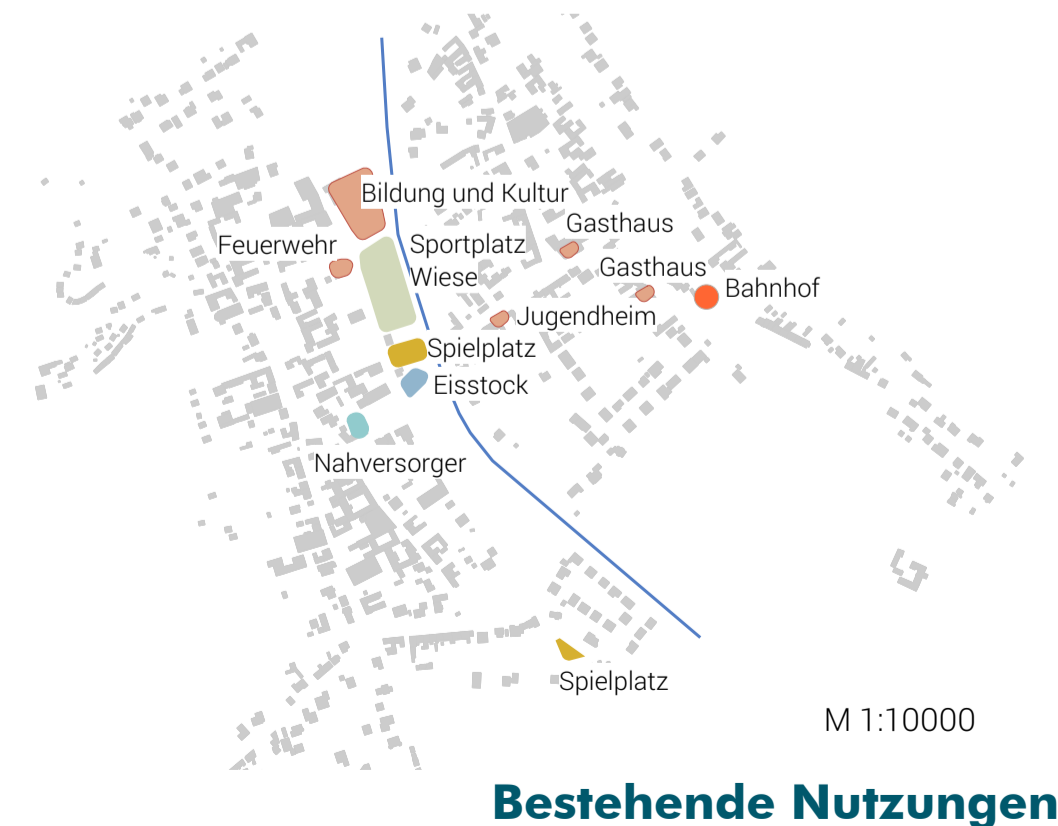 Bildung und Kultur
Gasthaus
Feuerwehr
Sportplatz
Wiese
Gasthaus
Bahnhof
Jugendheim
Spielplatz
Eisstock
Nahversorger
Spielplatz
M 1:10000
Bestehende Nutzungen